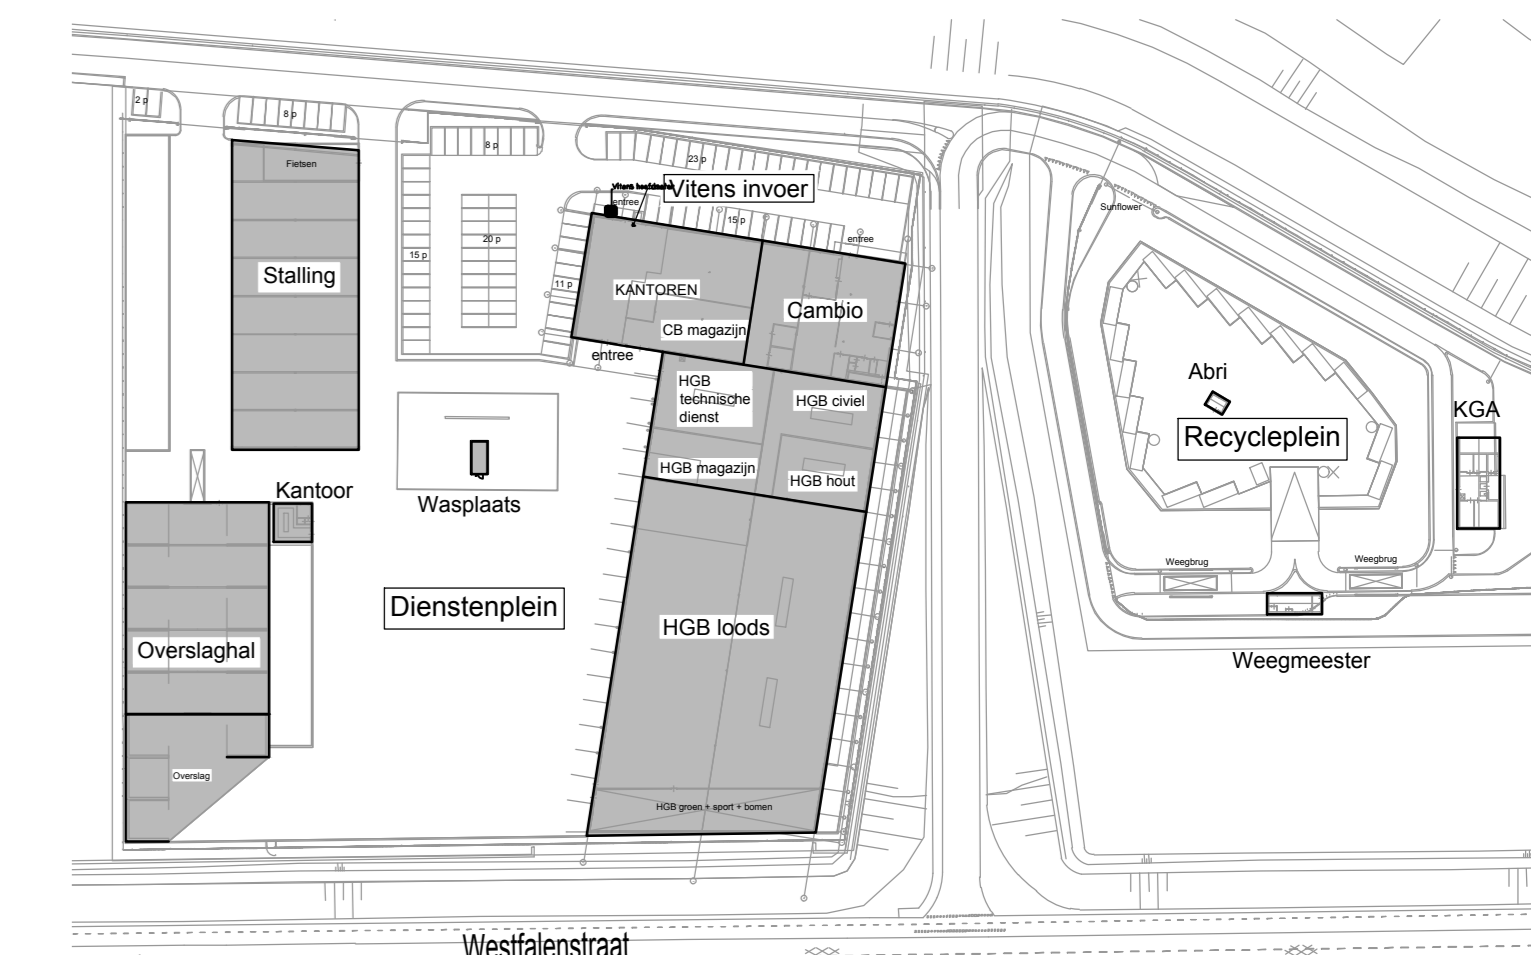 2 p
8 p
8 p
23 p
Fietsen
Vitens hoofdmeter
Vitens invoer
entree
15 p
Sunflower
20 p
entree
15 p
Stalling
11 p
KANTOREN
Cambio
CB magazijn
entree
Abri
HGB
technische
dienst
HGB civiel
KGA
Recycleplein
HGB magazijn
HGB hout
Kantoor
Wasplaats
Weegbrug
Weegbrug
Dienstenplein
HGB loods
Overslaghal
Weegmeester
Overslag
HGB groen + sport + bomen
Westfalenstraat